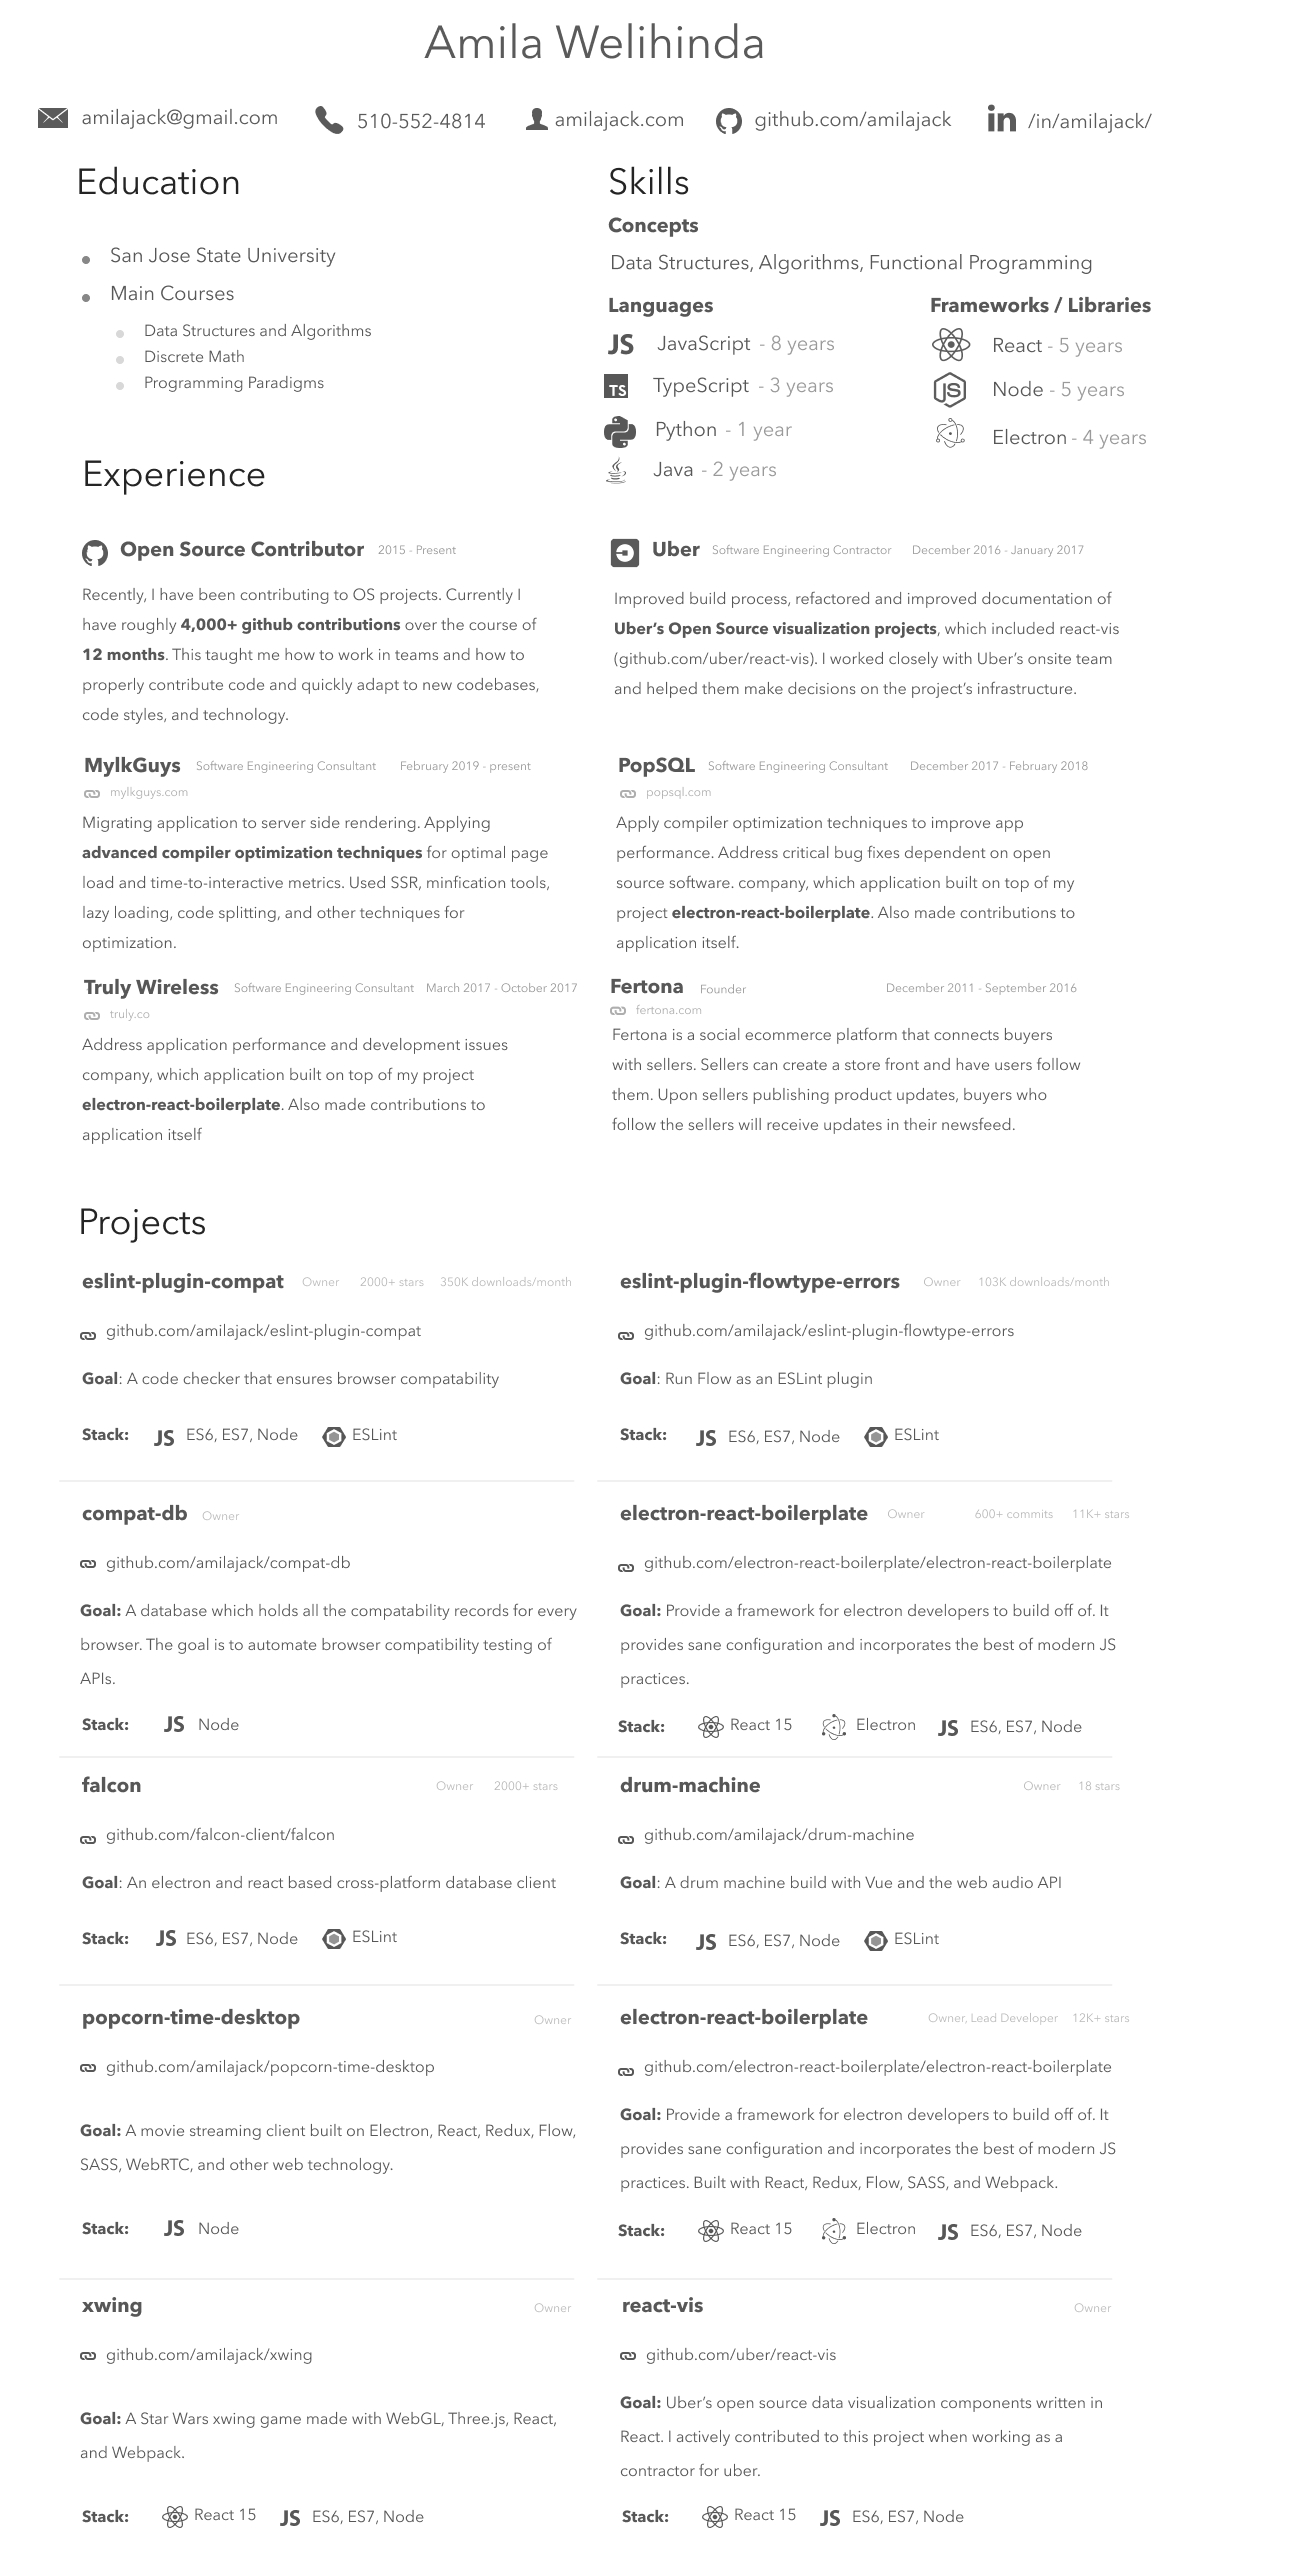 Amila Welihinda
amilajack@gmail.com 510-552-4814 amilajack.com github.com/amilajack in /in/amilajack/
Education
San Jose State University
Main Courses
Data Structures and Algorithms
Discrete Math
Programming Paradigms
Skills
Concepts
Data Structures, Algorithms, Functional Programming
Languages
JS JavaScript - 8 years
TS TypeScript - 3 years
Python - 1 year
Java - 2 years
Frameworks / Libraries
React - 5 years
JS Node - 5 years
Electron - 4 years
Experience
Open Source Contributor 2015 - Present
Recently, I have been contributing to OS projects. Currently I
have roughly 4,000+ github contributions over the course of
12 months. This taught me how to work in teams and how to
properly contribute code and quickly adapt to new codebases,
code styles, and technology.
Uber Software Engineering Contractor December 2016 - January 2017
Improved build process, refactored and improved documentation of
Uber’s Open Source visualization projects, which included react-vis
(github.com/uber/react-vis). I worked closely with Uber’s onsite team
and helped them make decisions on the project’s infrastructure.
MylkGuys Software Engineering Consultant February 2019 - present
mylkguys.com
Migrating application to server side rendering. Applying
advanced compiler optimization techniques for optimal page
load and time-to-interactive metrics. Used SSR, minfication tools,
lazy loading, code splitting, and other techniques for
optimization.
PopSQL Software Engineering Consultant December 2017 - February 2018
popsql.com
Apply compiler optimization techniques to improve app
performance. Address critical bug fixes dependent on open
source software. company, which application built on top of my
project electron-react-boilerplate. Also made contributions to
application itself.
Truly Wireless Software Engineering Consultant March 2017 - October 2017
truly.co
Address application performance and development issues
company, which application built on top of my project
electron-react-boilerplate. Also made contributions to
application itself
Fertona Founder December 2011 - September 2016
fertona.com
Fertona is a social ecommerce platform that connects buyers
with sellers. Sellers can create a store front and have users follow
them. Upon sellers publishing product updates, buyers who
follow the sellers will receive updates in their newsfeed.
Projects
eslint-plugin-compat Owner 2000+ stars 350K downloads/month
github.com/amilajack/eslint-plugin-compat
Goal: A code checker that ensures browser compatability
Stack: JS ES6, ES7, Node ESLint
eslint-plugin-flowtype-errors Owner 103K downloads/month
github.com/amilajack/eslint-plugin-flowtype-errors
Goal: Run Flow as an ESLint plugin
Stack: JS ES6, ES7, Node ESLint
compat-db Owner
github.com/amilajack/compat-db
Goal: A database which holds all the compatability records for every
browser. The goal is to automate browser compatibility testing of
APIs.
Stack: JS Node
electron-react-boilerplate Owner 600+ commits 11K+ stars
github.com/electron-react-boilerplate/electron-react-boilerplate
Goal: Provide a framework for electron developers to build off of. It
provides sane configuration and incorporates the best of modern JS
practices.
Stack: React 15 Electron JS ES6, ES7, Node
falcon Owner 2000+ stars
github.com/falcon-client/falcon
Goal: An electron and react based cross-platform database client
Stack: JS ES6, ES7, Node ESLint
drum-machine Owner 18 stars
github.com/amilajack/drum-machine
Goal: A drum machine build with Vue and the web audio API
Stack: JS ES6, ES7, Node ESLint
popcorn-time-desktop Owner
github.com/amilajack/popcorn-time-desktop
Goal: A movie streaming client built on Electron, React, Redux, Flow,
SASS, WebRTC, and other web technology.
Stack: JS Node
electron-react-boilerplate Owner, Lead Developer 12K+ stars
github.com/electron-react-boilerplate/electron-react-boilerplate
Goal: Provide a framework for electron developers to build off of. It
provides sane configuration and incorporates the best of modern JS
practices. Built with React, Redux, Flow, SASS, and Webpack.
Stack: React 15 Electron JS ES6, ES7, Node
xwing Owner
github.com/amilajack/xwing
Goal: A Star Wars xwing game made with WebGL, Three.js, React,
and Webpack.
Stack: React 15 JS ES6, ES7, Node
react-vis Owner
github.com/uber/react-vis
Goal: Uber’s open source data visualization components written in
React. I actively contributed to this project when working as a
contractor for uber.
Stack: React 15 JS ES6, ES7, Node